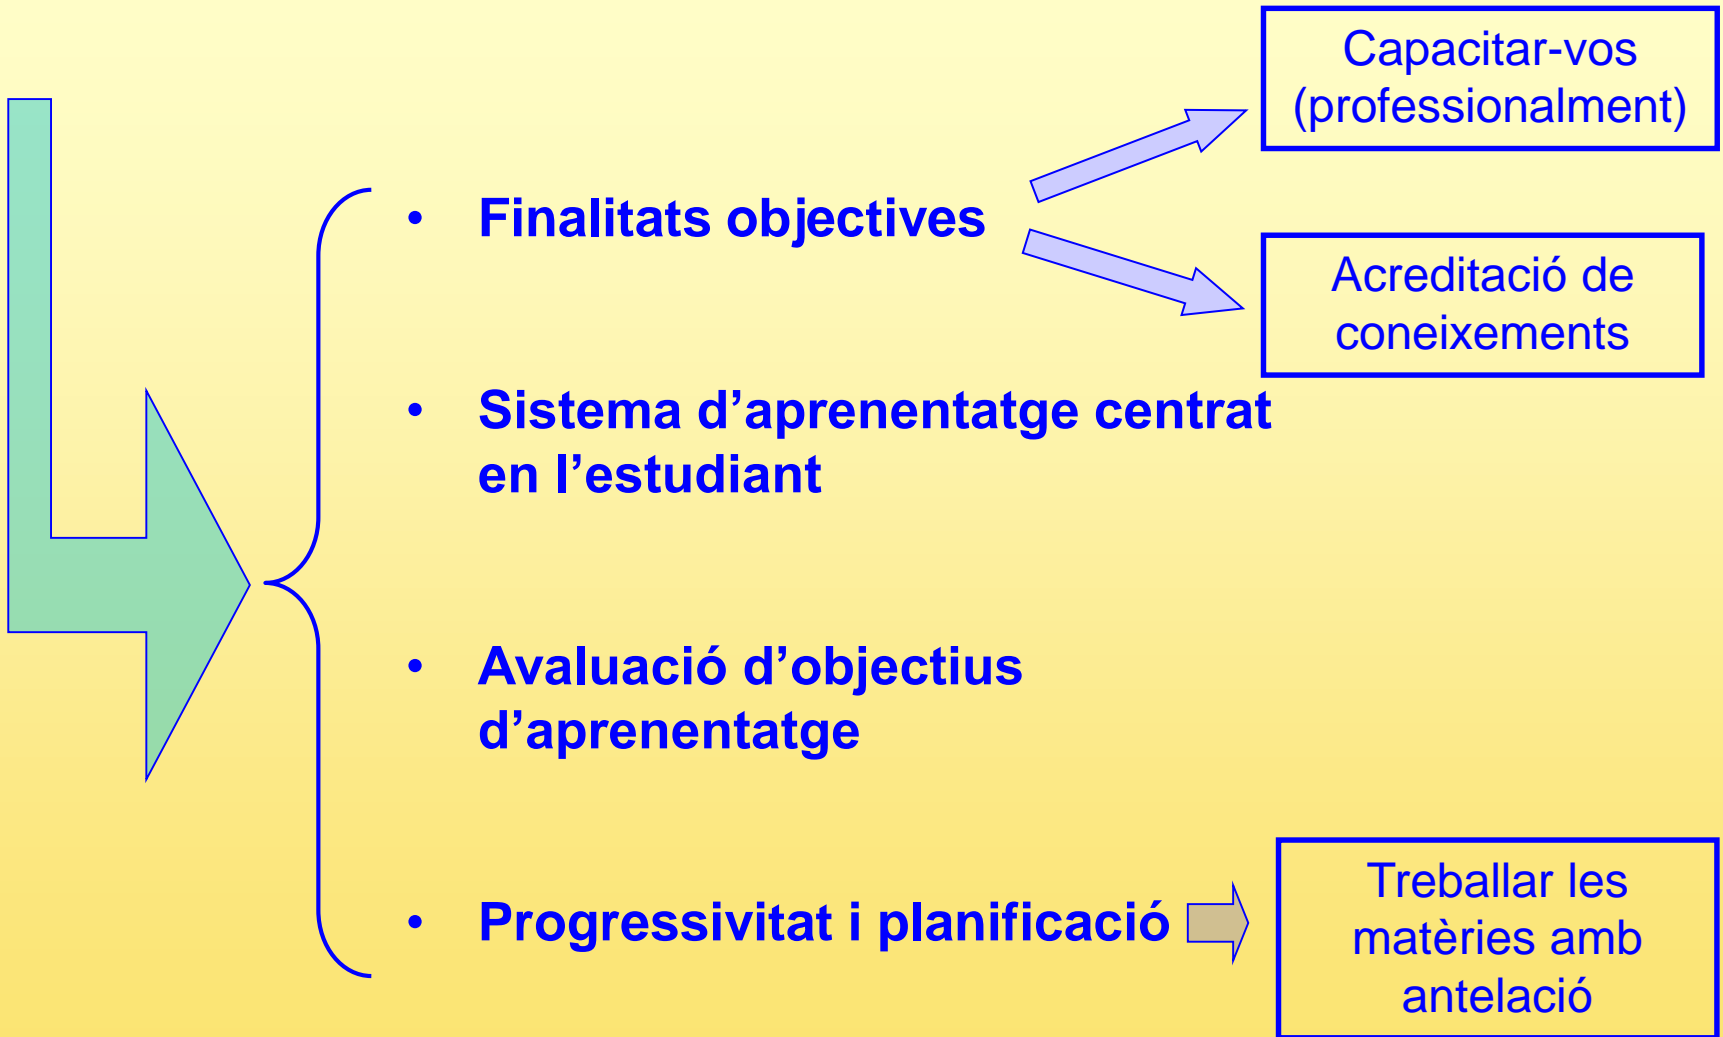 Capacitar-vos
(professionalment)
• Finalitats objectives
Acreditació de
coneixements
• Sistema d’aprenentatge centrat
en l’estudiant
• Avaluació d’objectius
d’aprenentatge
• Progressivitat i planificació
Treballar les
matèries amb
antelació